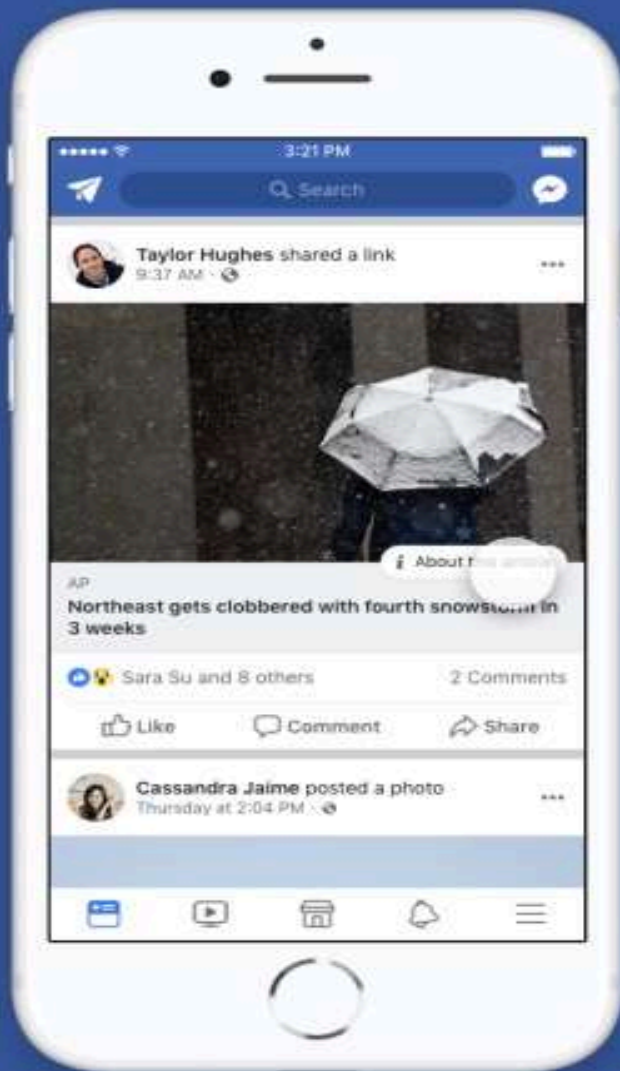 3:21 PM
Search
Taylor Hughes shared a link
9:37 AM ·
···
i About
AP
Northeast gets clobbered with fourth snowstorm in
3 weeks
Sara Su and 8 others 2 Comments
Like Comment Share
Cassandra Jaime posted a photo
Thursday at 2:04 PM ·
···